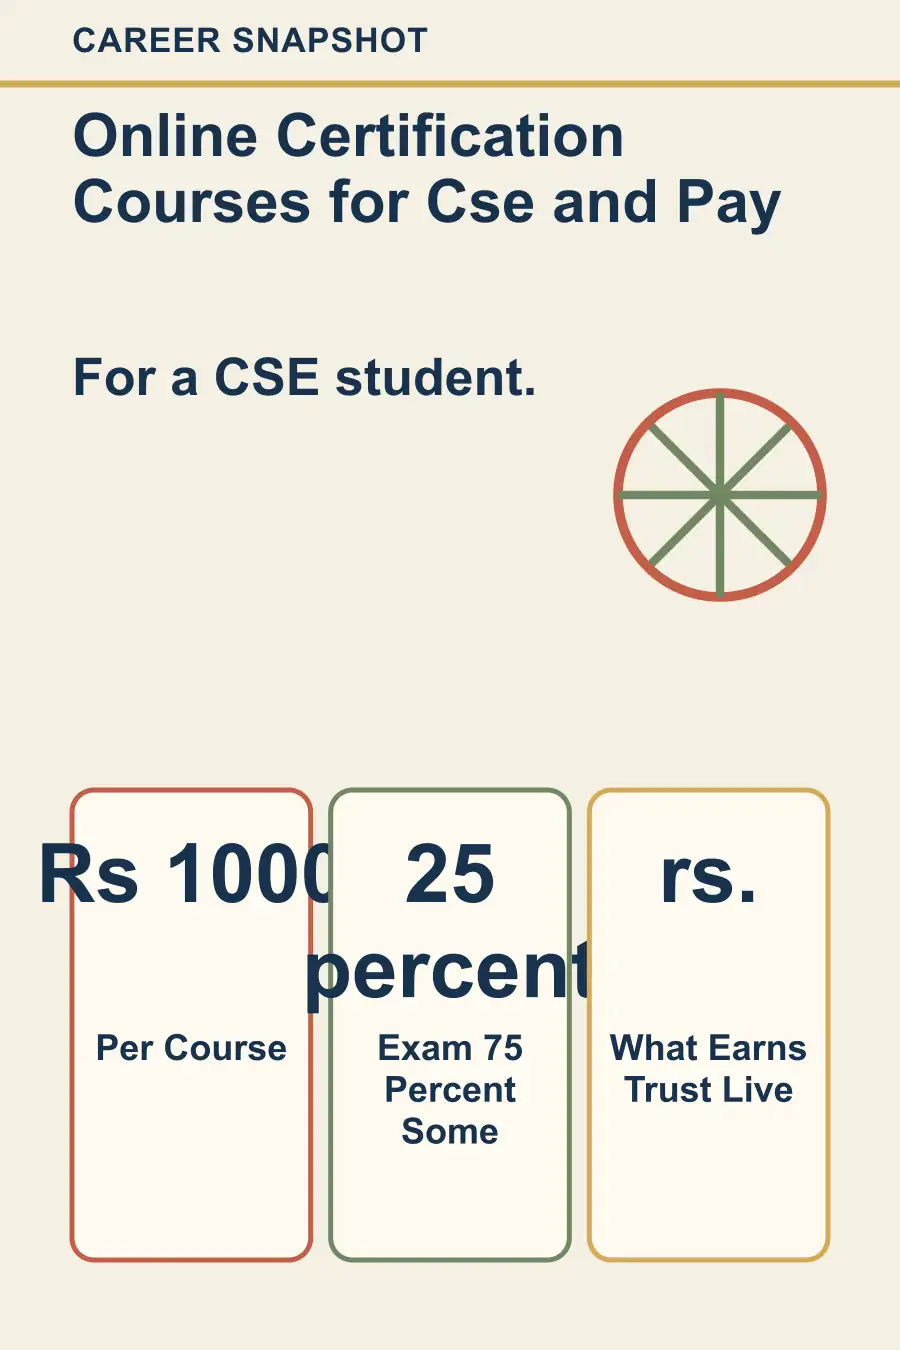 CAREER SNAPSHOT
Online Certification
Courses for Cse and Pay
For a CSE student.
Rs 1000
Per Course
25
percent
Exam 75
Percent
Some
rs.
What Earns
Trust Live